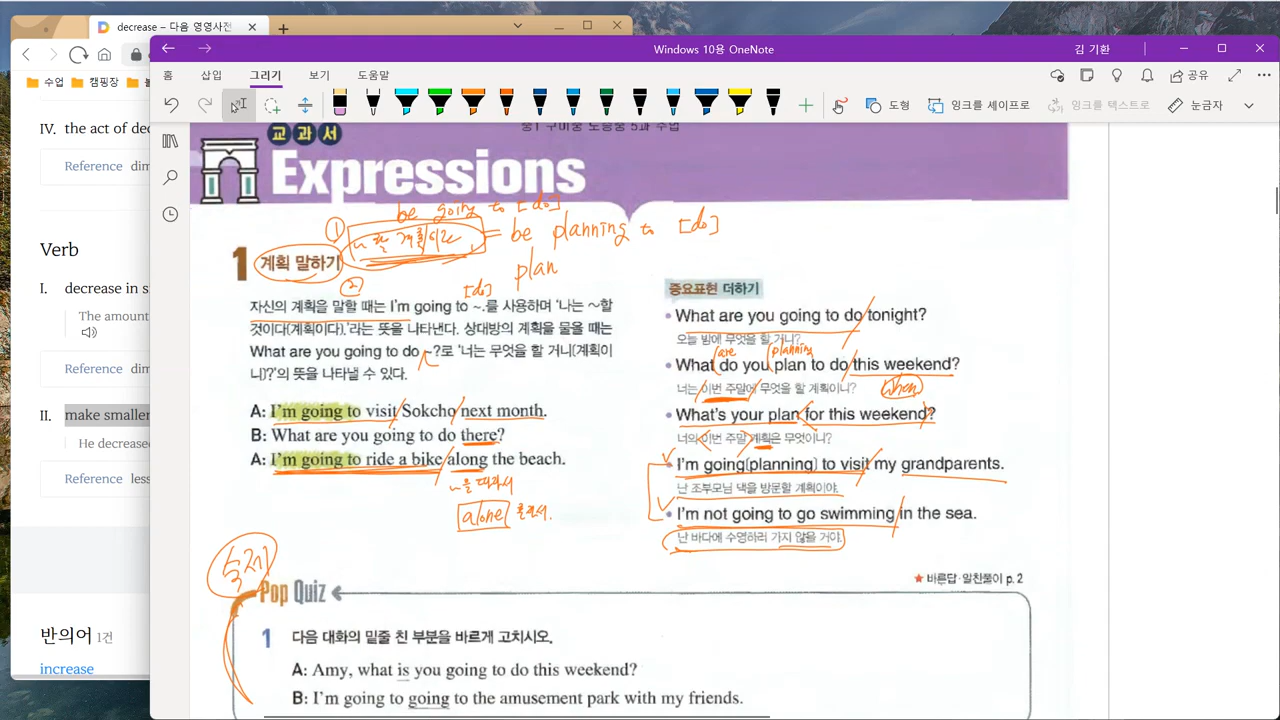 decrease – 다음 영영사전
Windows 10용 OneNote
김 기환
수업
캠핑장
홈 삽입 그리기 보기 도움말
공유
도형
잉크를 셰이프로
잉크를 텍스트로
눈금자
IV. the act of dec
Reference dim
Verb
I. decrease in s
The amount
Reference dim
II. make smaller
He decreased
Reference less
반의어 1건
increase
교과서
Expressions
be going to [do]
① ~할 계획이다 = be planning to [do]
plan
1 계획 말하기
②
[do]
자신의 계획을 말할 때는 I'm going to ~.를 사용하며 '나는 ~할
것이다(계획이다).'라는 뜻을 나타낸다. 상대방의 계획을 물을 때는
What are you going to do ~?로 '너는 무엇을 할 거니(계획이
니)?'의 뜻을 나타낼 수 있다.
A: I'm going to visit Sokcho next month.
B: What are you going to do there?
A: I'm going to ride a bike along the beach.
~을 따라서
alone 혼자서.
중요표현 더하기
What are you going to do tonight?
오늘 밤에 무엇을 할 거니?
are planning
What do you plan to do this weekend?
너는 이번 주말에 무엇을 할 계획이니?
when
What's your plan for this weekend?
너의 이번 주말 계획은 무엇이니?
I'm going(planning) to visit my grandparents.
난 조부모님 댁을 방문할 계획이야.
I'm not going to go swimming in the sea.
난 바다에 수영하러 가지 않을 거야.
★ 바른답·알찬풀이 p. 2
숙제
Pop Quiz
1 다음 대화의 밑줄 친 부분을 바르게 고치시오.
A: Amy, what is you going to do this weekend?
B: I'm going to going to the amusement park with my friends.